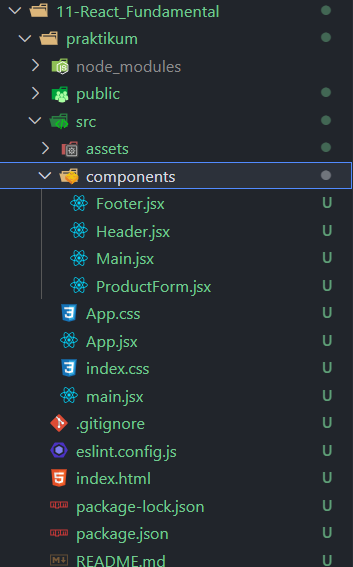 11-React_Fundamental
praktikum
node_modules
public
src
assets
components
Footer.jsx U
Header.jsx U
Main.jsx U
ProductForm.jsx U
App.css U
App.jsx U
index.css U
main.jsx U
.gitignore U
eslint.config.js U
index.html U
package-lock.json U
package.json U
README.md U